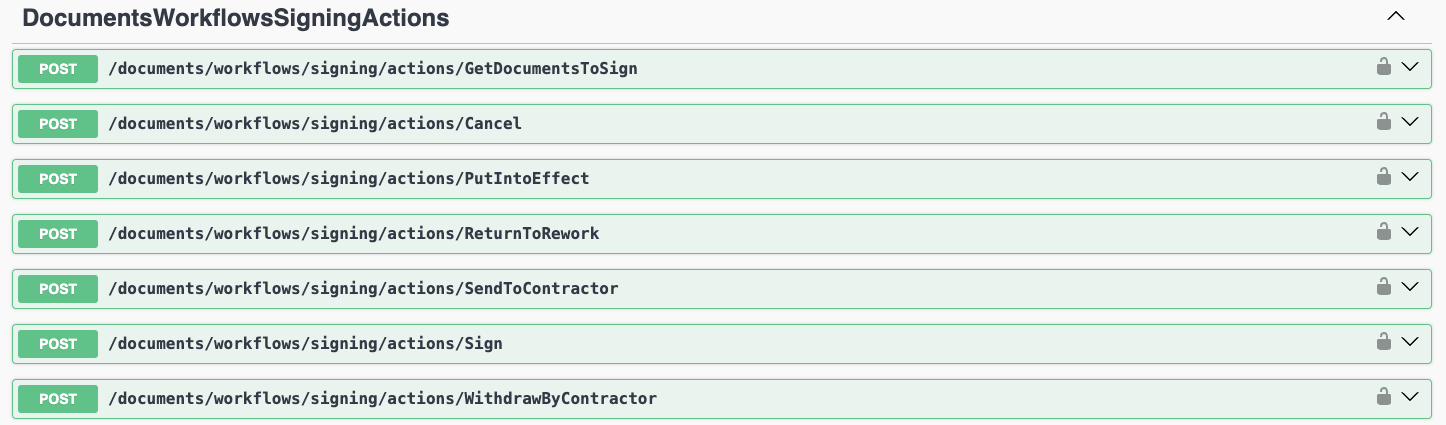 DocumentsWorkflowsSigningActions
POST /documents/workflows/signing/actions/GetDocumentsToSign
POST /documents/workflows/signing/actions/Cancel
POST /documents/workflows/signing/actions/PutIntoEffect
POST /documents/workflows/signing/actions/ReturnToRework
POST /documents/workflows/signing/actions/SendToContractor
POST /documents/workflows/signing/actions/Sign
POST /documents/workflows/signing/actions/WithdrawByContractor